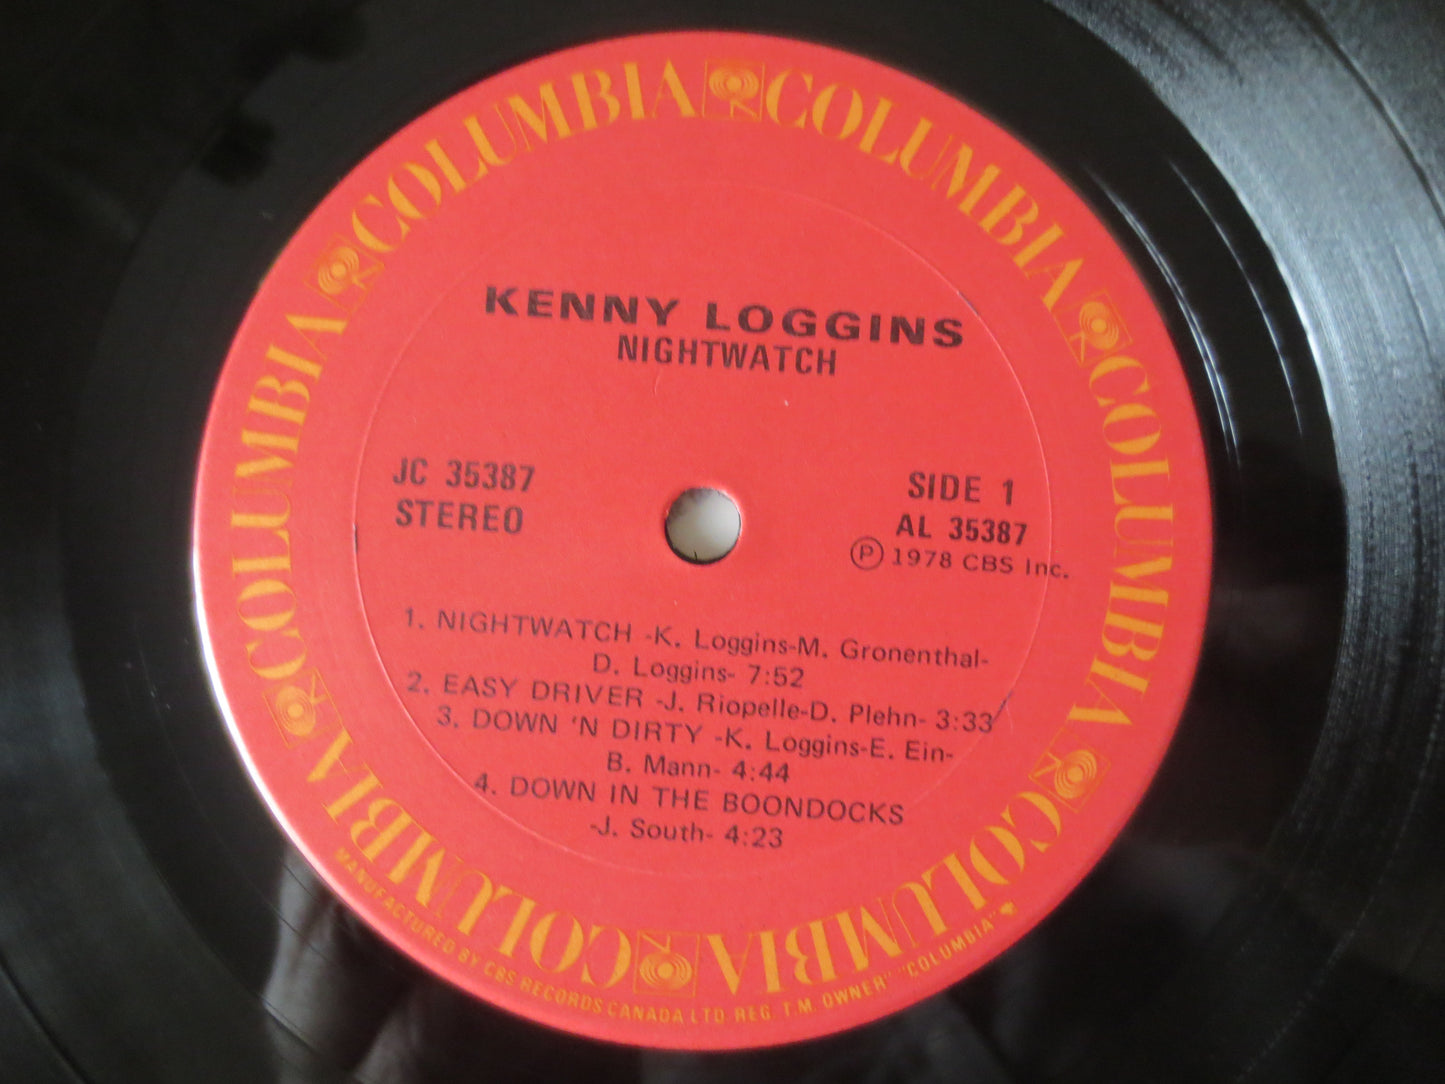 COLUMBIA COLUMBIA COLUMBIA COLUMBIA COLUMBIA COLUMBIA
KENNY LOGGINS
NIGHTWATCH
JC 35387
STEREO
SIDE 1
AL 35387
Ⓟ 1978 CBS Inc.
1. NIGHTWATCH -K. Loggins-M. Gronenthal-
D. Loggins- 7:52
2. EASY DRIVER -J. Riopelle-D. Plehn- 3:33
3. DOWN 'N DIRTY -K. Loggins-E. Ein-
B. Mann- 4:44
4. DOWN IN THE BOONDOCKS
-J. South- 4:23
MANUFACTURED BY CBS RECORDS CANADA LTD. REG. T.M. OWNER "COLUMBIA"